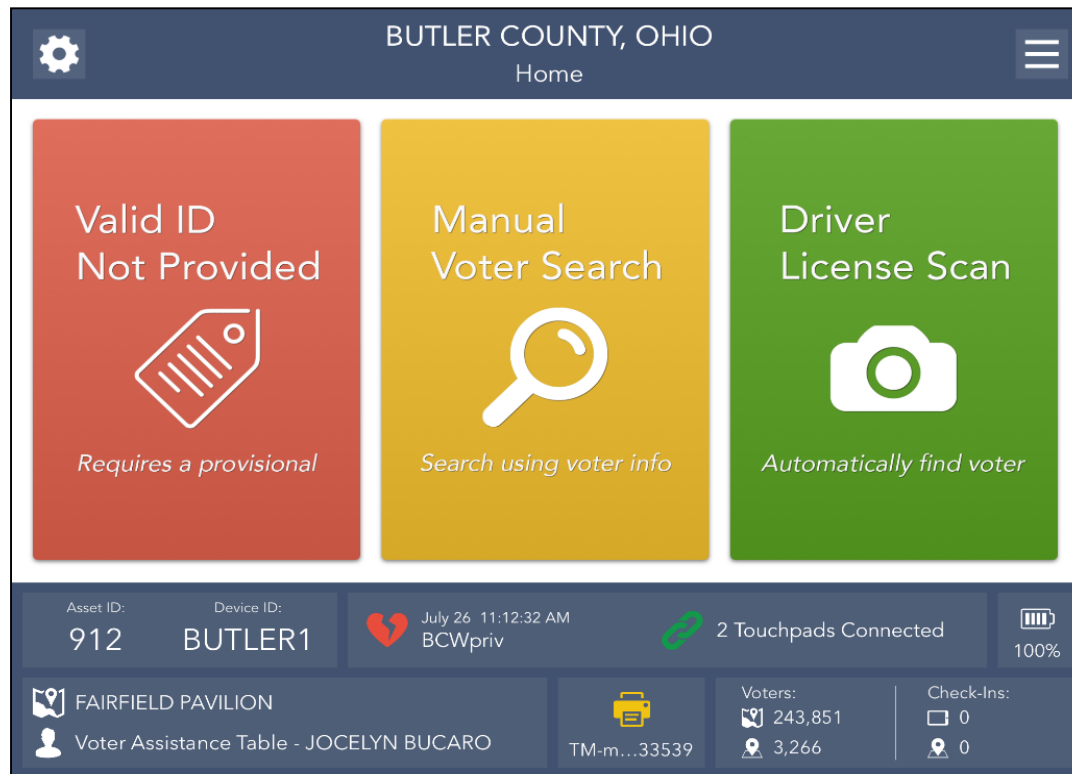 BUTLER COUNTY, OHIO
Home
Valid ID
Not Provided
Requires a provisional
Manual
Voter Search
Search using voter info
Driver
License Scan
Automatically find voter
Asset ID:
912
Device ID:
BUTLER1
July 26 11:12:32 AM
BCWpriv
2 Touchpads Connected
100%
FAIRFIELD PAVILION
Voter Assistance Table - JOCELYN BUCARO
TM-m...33539
Voters:
243,851
3,266
Check-Ins:
0
0